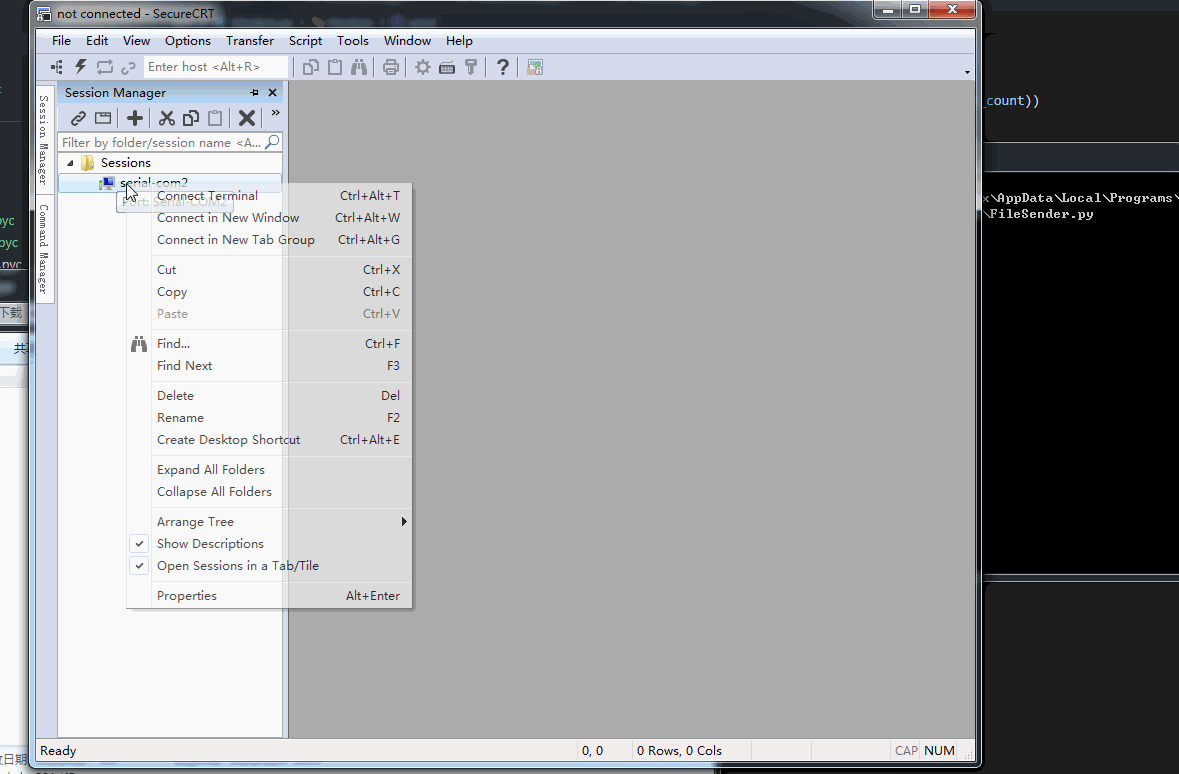 not connected - SecureCRT
File Edit View Options Transfer Script Tools Window Help
Enter host <Alt+R>
Session Manager
Filter by folder/session name <A...
Sessions
serial-com2
Port: Serial-COM2
Session Manager
Command Manager
Connect Terminal Ctrl+Alt+T
Connect in New Window Ctrl+Alt+W
Connect in New Tab Group Ctrl+Alt+G
Cut Ctrl+X
Copy Ctrl+C
Paste Ctrl+V
Find... Ctrl+F
Find Next F3
Delete Del
Rename F2
Create Desktop Shortcut Ctrl+Alt+E
Expand All Folders
Collapse All Folders
Arrange Tree
Show Descriptions
Open Sessions in a Tab/Tile
Properties Alt+Enter
Ready 0, 0 0 Rows, 0 Cols CAP NUM
_count))
x\AppData\Local\Programs\
\FileSender.py
yc
pyc
.pyc
下载
共
日期